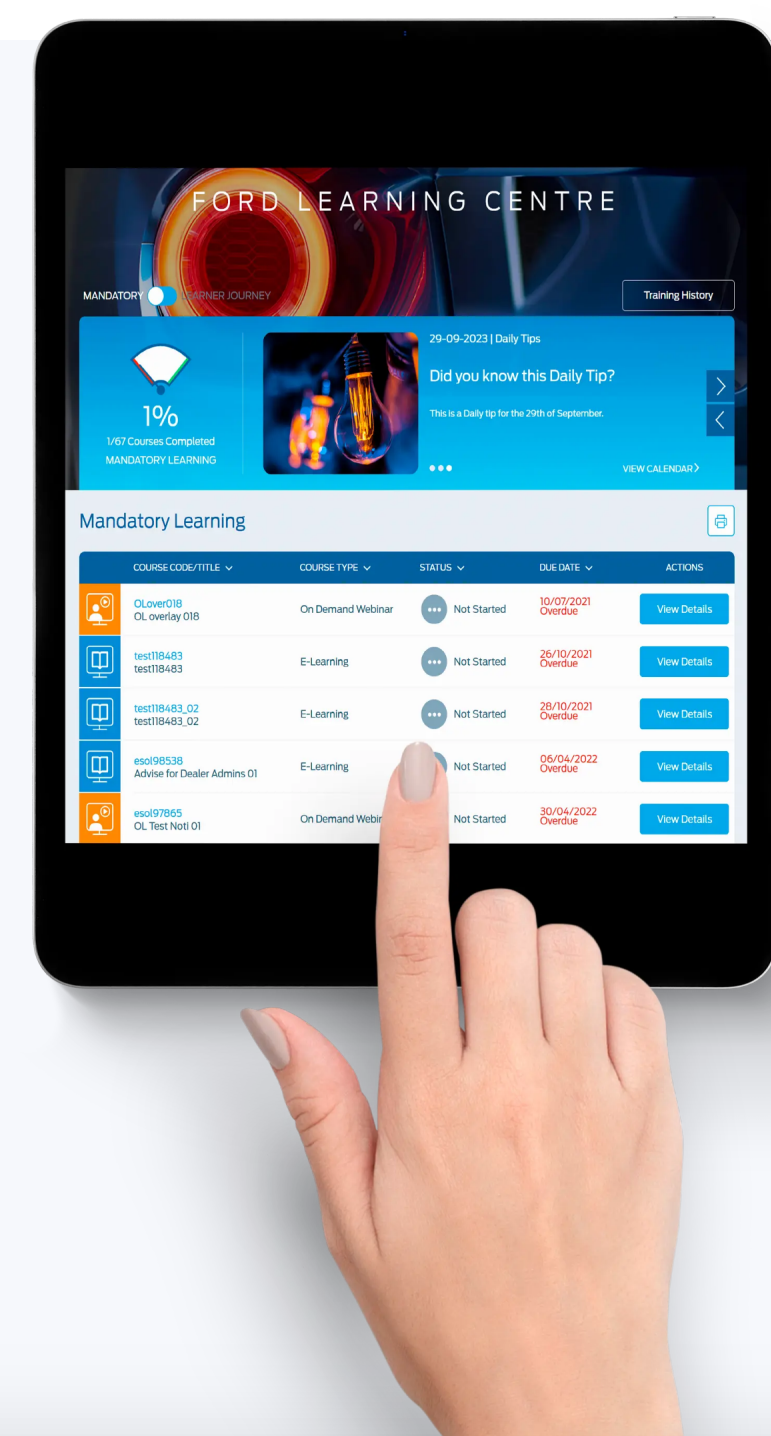 FORD LEARNING CENTRE
MANDATORY LEARNER JOURNEY
Training History
1%
1/67 Courses Completed
MANDATORY LEARNING
29-09-2023 | Daily Tips
Did you know this Daily Tip?
This is a Daily tip for the 29th of September.
VIEW CALENDAR
Mandatory Learning
COURSE CODE/TITLE COURSE TYPE STATUS DUE DATE ACTIONS
OLover018
OL overlay 018
On Demand Webinar
Not Started
10/07/2021
Overdue
View Details
test118483
test118483
E-Learning
Not Started
26/10/2021
Overdue
View Details
test118483_02
test118483_02
E-Learning
Not Started
28/10/2021
Overdue
View Details
esol98538
Advise for Dealer Admins 01
E-Learning
Not Started
06/04/2022
Overdue
View Details
esol97865
OL Test Noti 01
On Demand Webin
Not Started
30/04/2022
Overdue
View Details